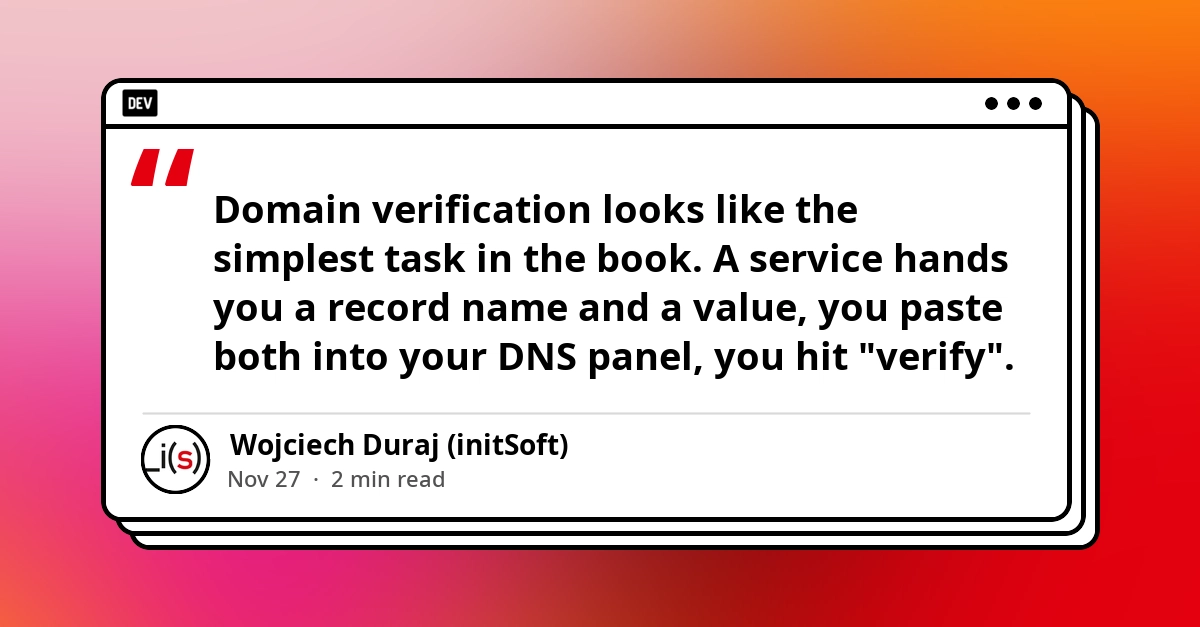 DEV
Domain verification looks like the
simplest task in the book. A service hands
you a record name and a value, you paste
both into your DNS panel, you hit "verify".
_i(s)
Wojciech Duraj (initSoft)
Nov 27 · 2 min read